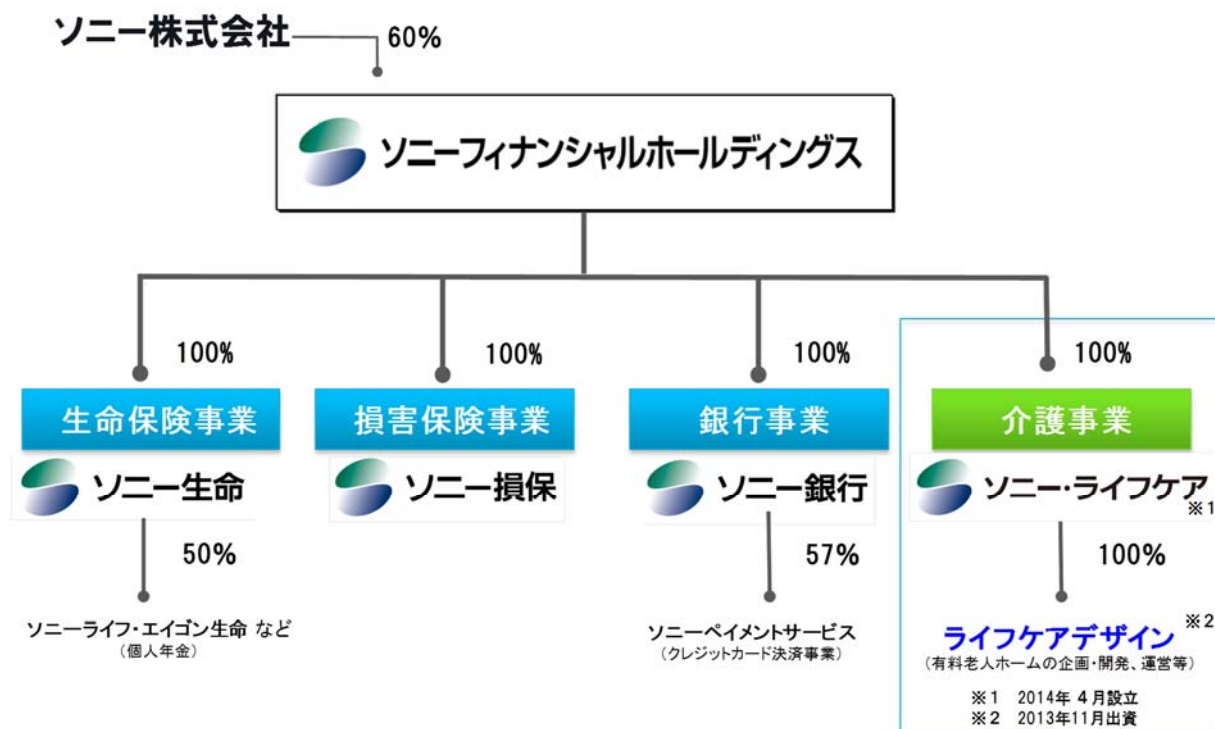 ソニー株式会社
60%
ソニーフィナンシャルホールディングス
100%
100%
100%
100%
生命保険事業
損害保険事業
銀行事業
介護事業
ソニー生命
ソニー損保
ソニー銀行
ソニー・ライフケア
※1
50%
57%
100%
ソニーライフ・エイゴン生命 など
(個人年金)
ソニーペイメントサービス
(クレジットカード決済事業)
ライフケアデザイン
※2
(有料老人ホームの企画・開発、運営等)
※1 2014年 4月設立
※2 2013年11月出資